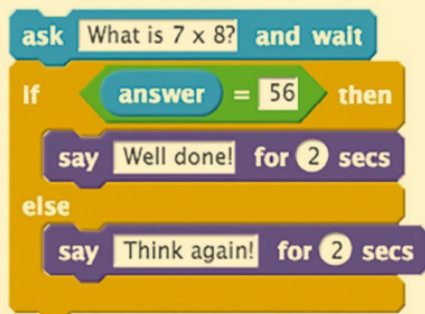 ask What is 7 x 8? and wait
if answer = 56 then
say Well done! for 2 secs
else
say Think again! for 2 secs